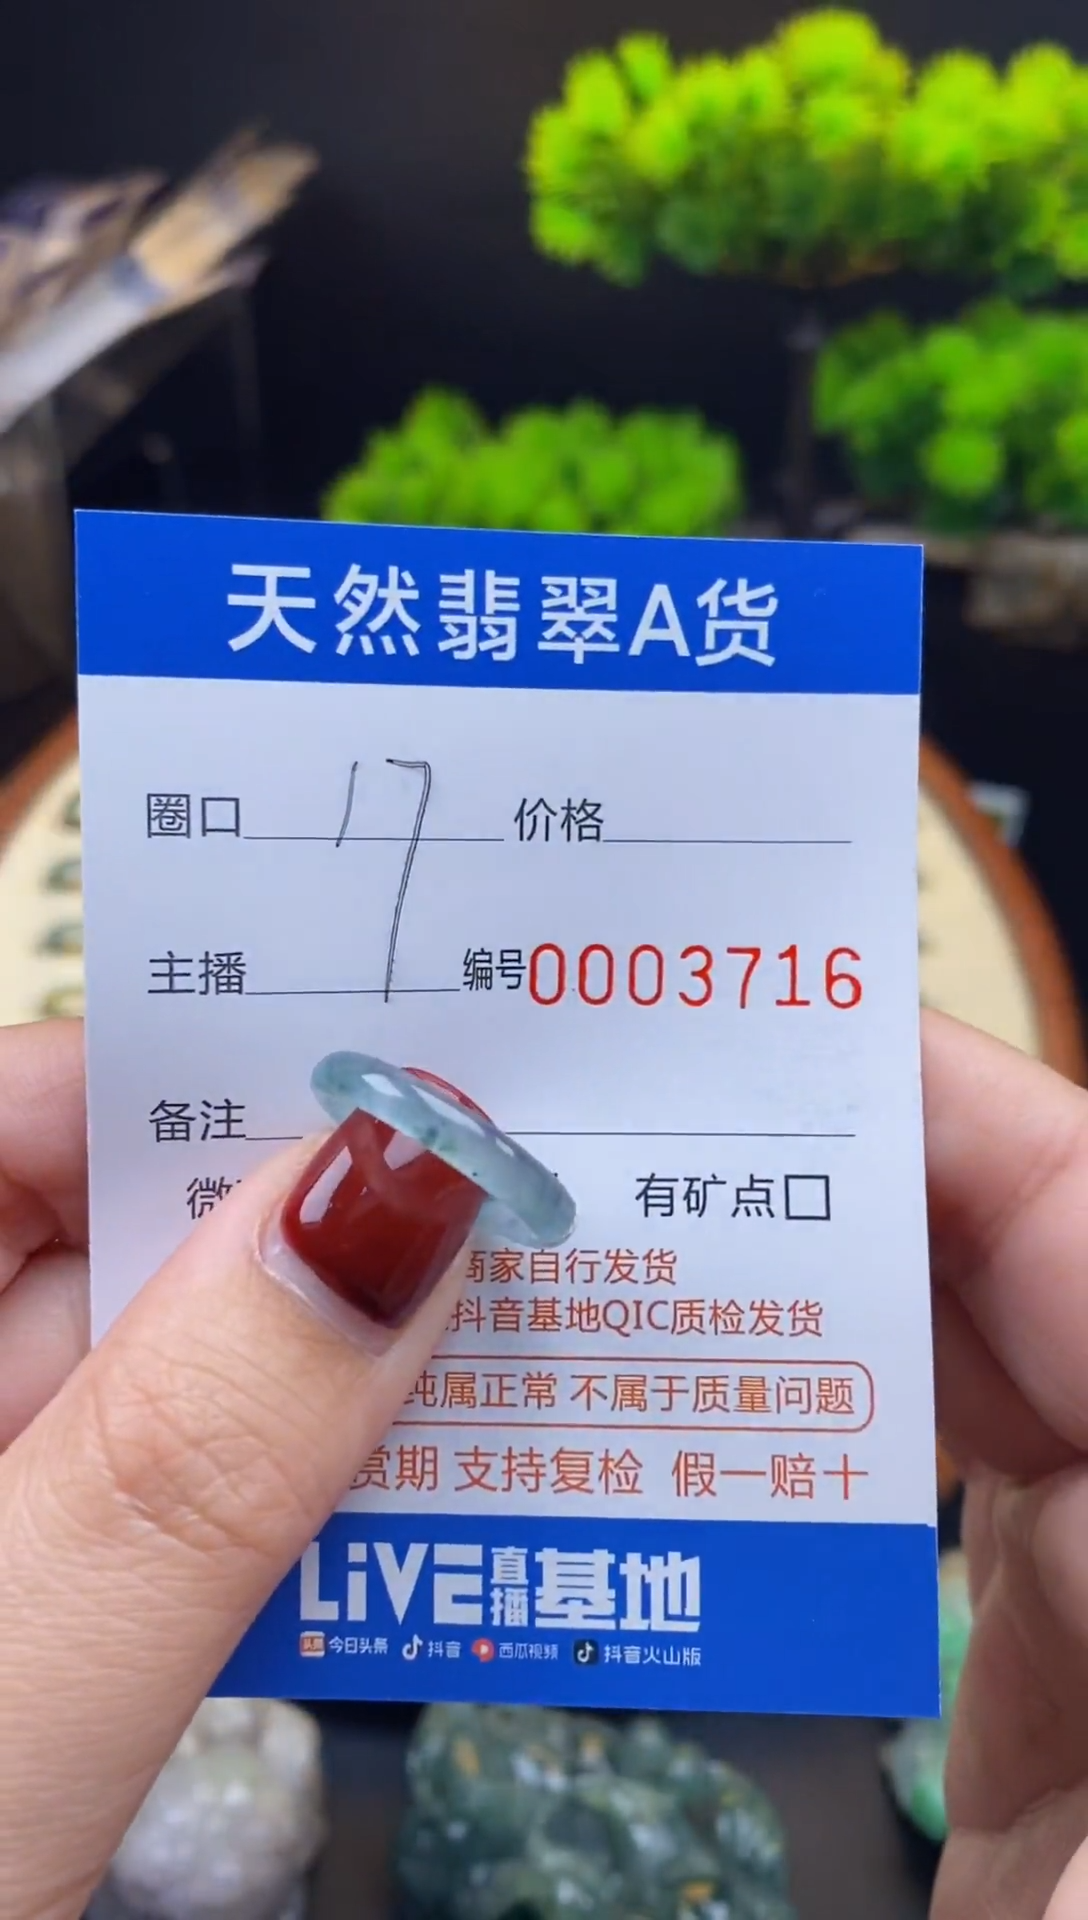 天然翡翠A货
圈口 17 价格
主播 编号0003716
备注
微 有矿点□
商家自行发货
抖音基地QIC质检发货
纯属正常 不属于质量问题
赏期 支持复检 假一赔十
LiVE直播基地
头条 今日头条 抖音 西瓜视频 抖音火山版